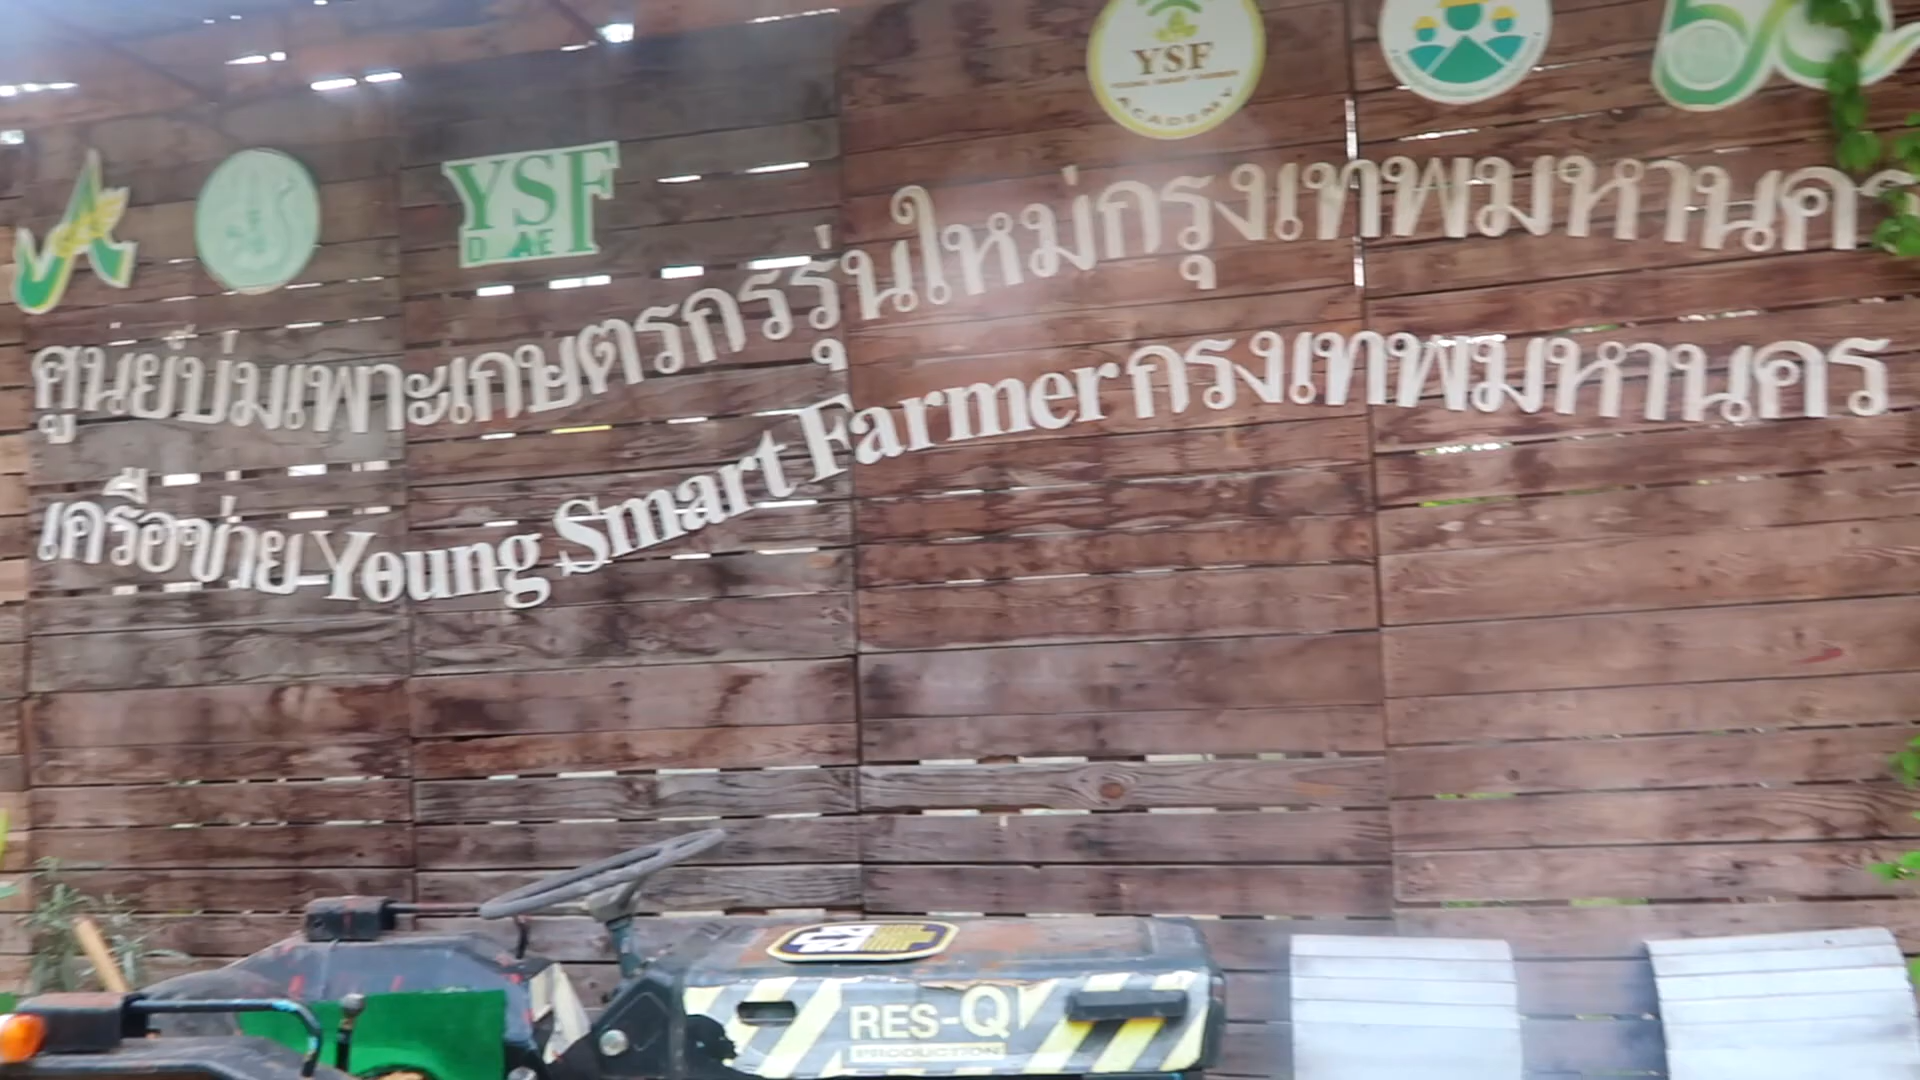 YSF
ACADEMY
YSF
ศูนย์บ่มเพาะเกษตรกรรุ่นใหม่กรุงเทพมหานคร
เครือข่าย Young Smart Farmer กรุงเทพมหานคร
RES-Q
PRODUCTION